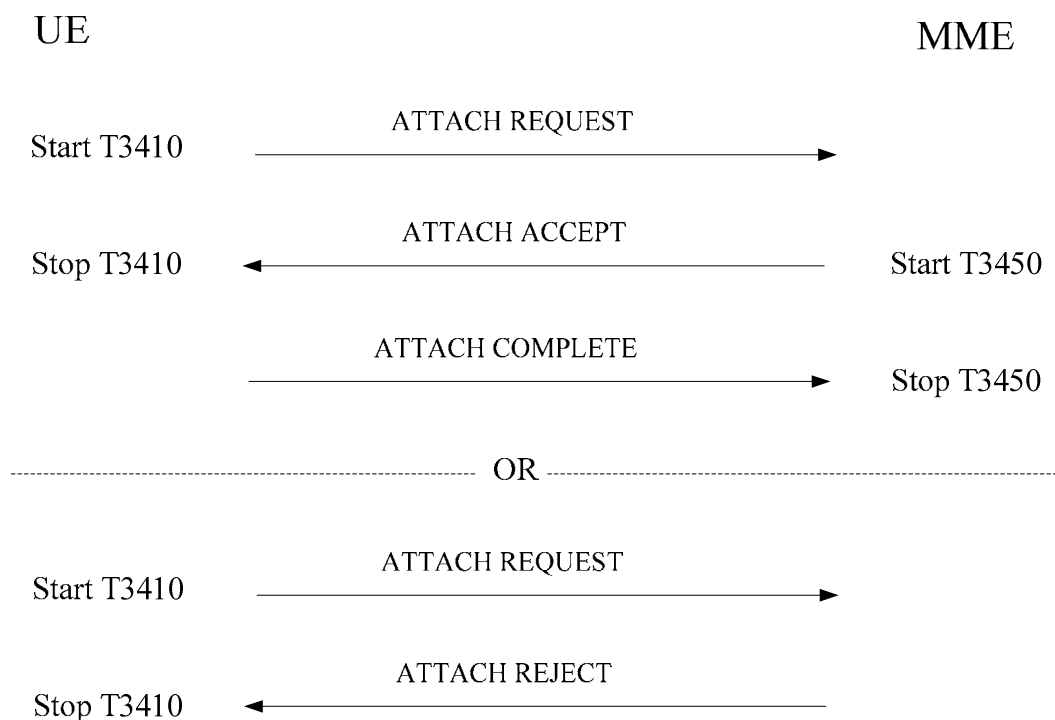 UE
MME
ATTACH REQUEST
Start T3410
ATTACH ACCEPT
Stop T3410
Start T3450
ATTACH COMPLETE
Stop T3450
OR
ATTACH REQUEST
Start T3410
ATTACH REJECT
Stop T3410